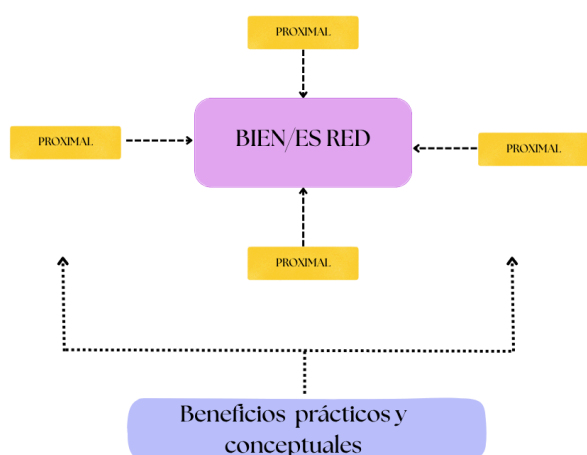 PROXIMAL
BIEN/ES RED
PROXIMAL
PROXIMAL
PROXIMAL
Beneficios prácticos y
conceptuales